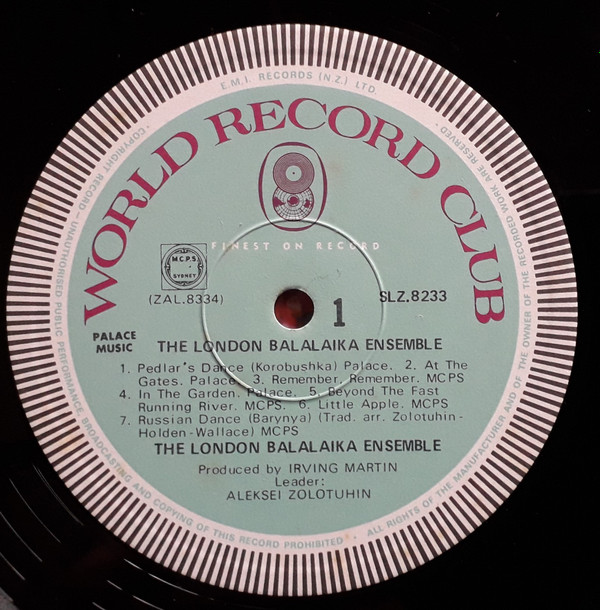 E.M.I. RECORDS (N.Z.) LTD.
WORLD RECORD CLUB
FINEST ON RECORD
M.C.P.S
SYDNEY
(ZAL.8334)
1
SLZ.8233
PALACE
MUSIC
THE LONDON BALALAIKA ENSEMBLE
1. Pedlar's Dance (Korobushka) Palace. 2. At The
Gates. Palace. 3. Remember, Remember. MCPS
4. In The Garden. Palace. 5. Beyond The Fast
Running River. MCPS. 6. Little Apple. MCPS
7. Russian Dance (Barynya) (Trad. arr. Zolotuhin-
Holden-Wallace) MCPS
THE LONDON BALALAIKA ENSEMBLE
Produced by IRVING MARTIN
Leader:
ALEKSEI ZOLOTUHIN
- COPYRIGHT RECORD - UNAUTHORISED PUBLIC PERFORMANCE, BROADCASTING AND COPYING OF THIS RECORD PROHIBITED · ALL RIGHTS OF THE MANUFACTURER AND OF THE OWNER OF THE RECORDED WORK ARE RESERVED -